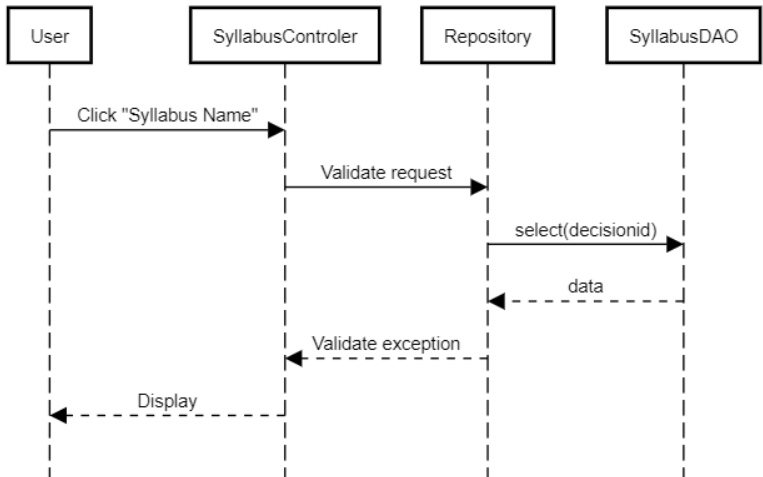 User
SyllabusControler
Repository
SyllabusDAO
Click "Syllabus Name"
Validate request
select(decisionid)
data
Validate exception
Display